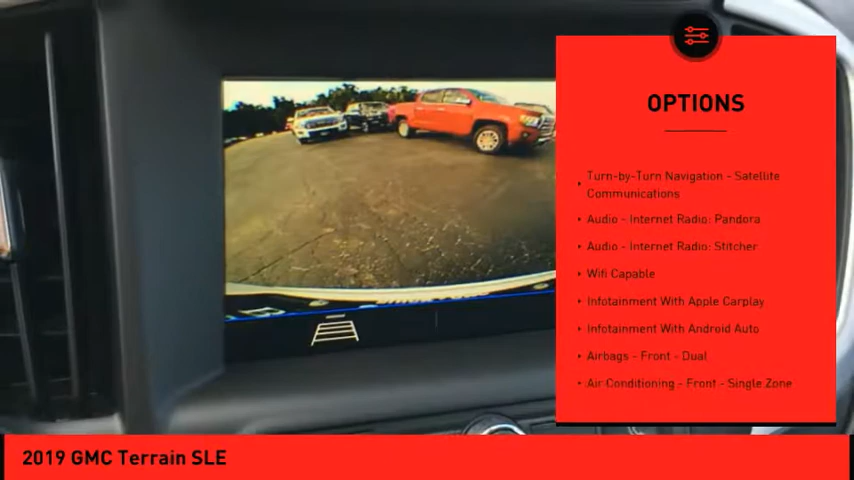 OPTIONS
Turn-by-Turn Navigation - Satellite
Communications
Audio - Internet Radio: Pandora
Audio - Internet Radio: Stitcher
Wifi Capable
Infotainment With Apple Carplay
Infotainment With Android Auto
Airbags - Front - Dual
Air Conditioning - Front - Single Zone
2019 GMC Terrain SLE